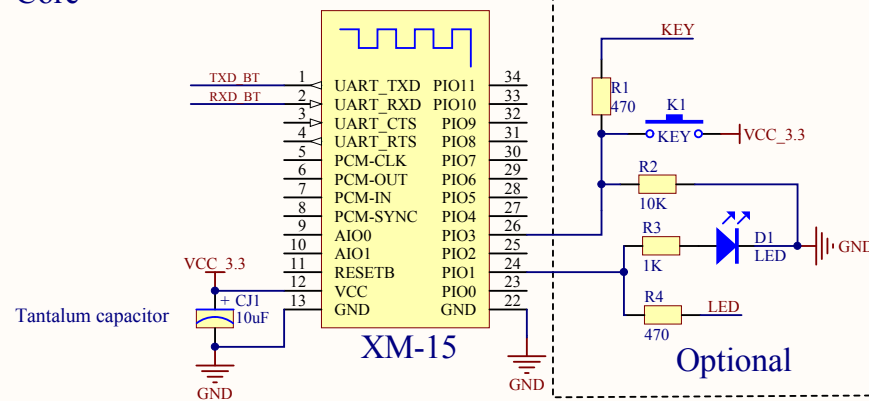 Core
TXD_BT
RXD_BT
1 UART_TXD PIO11 34
2 UART_RXD PIO10 33
3 UART_CTS PIO9 32
4 UART_RTS PIO8 31
5 PCM-CLK PIO7 30
6 PCM-OUT PIO6 29
7 PCM-IN PIO5 28
8 PCM-SYNC PIO4 27
9 AIO0 PIO3 26
10 AIO1 PIO2 25
11 RESETB PIO1 24
12 VCC PIO0 23
13 GND GND 22
XM-15
VCC_3.3
+ CJ1
10uF
Tantalum capacitor
GND
GND
KEY
R1
470
K1
KEY
VCC_3.3
R2
10K
R3
1K
D1
LED
GND
R4
470
LED
Optional